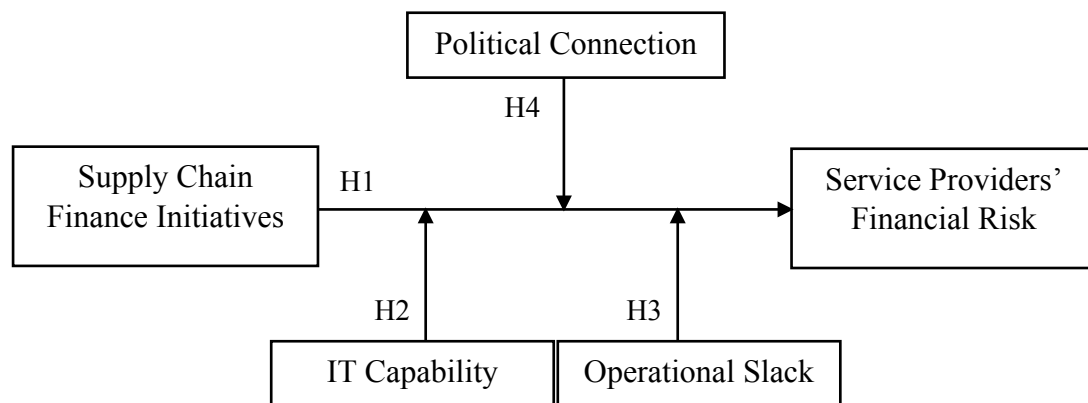 Political Connection
H4
Supply Chain
Finance Initiatives
H1
Service Providers’
Financial Risk
H2
H3
IT Capability
Operational Slack